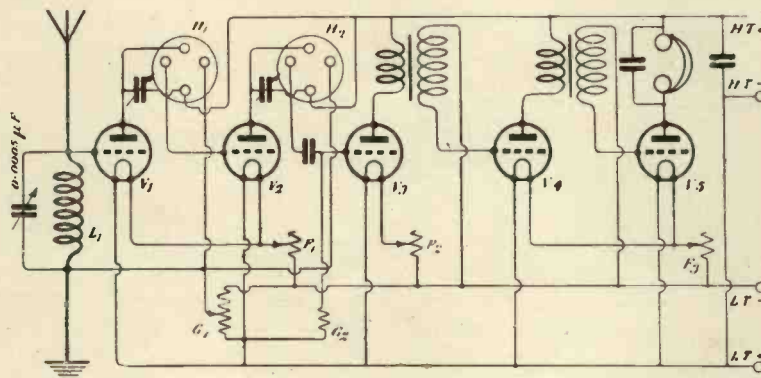 H1
H2
HT+
HT-
0.0005 μF
L1
V1
V2
V3
V4
V5
F1
F2
F3
G1
G2
LT-
LT+